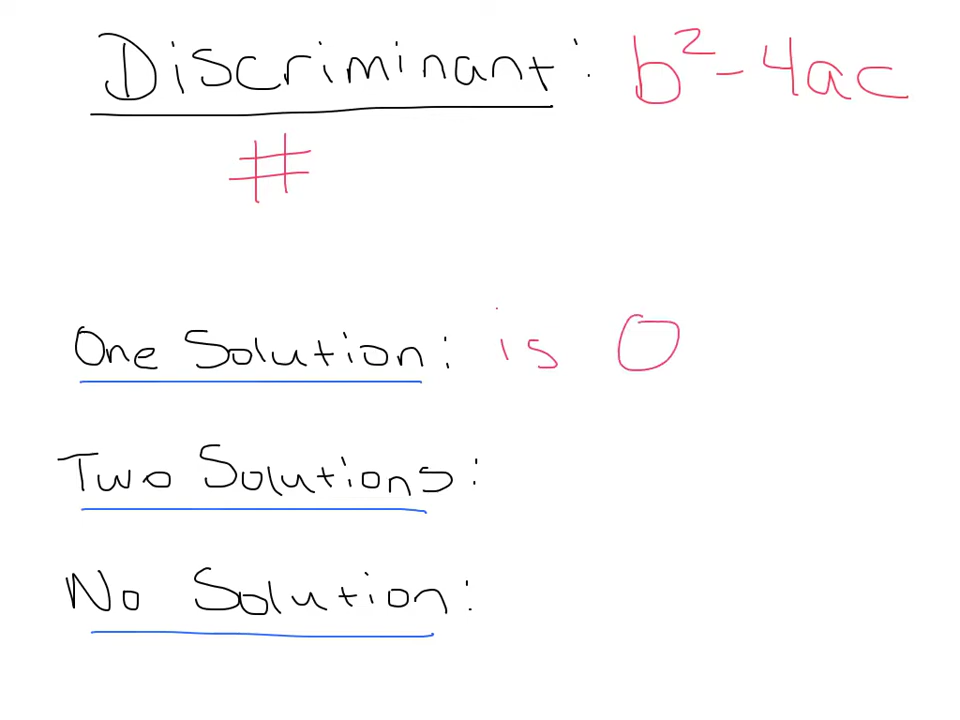 Discriminant: b²-4ac
#
One Solution: is 0
Two Solutions:
No Solution: